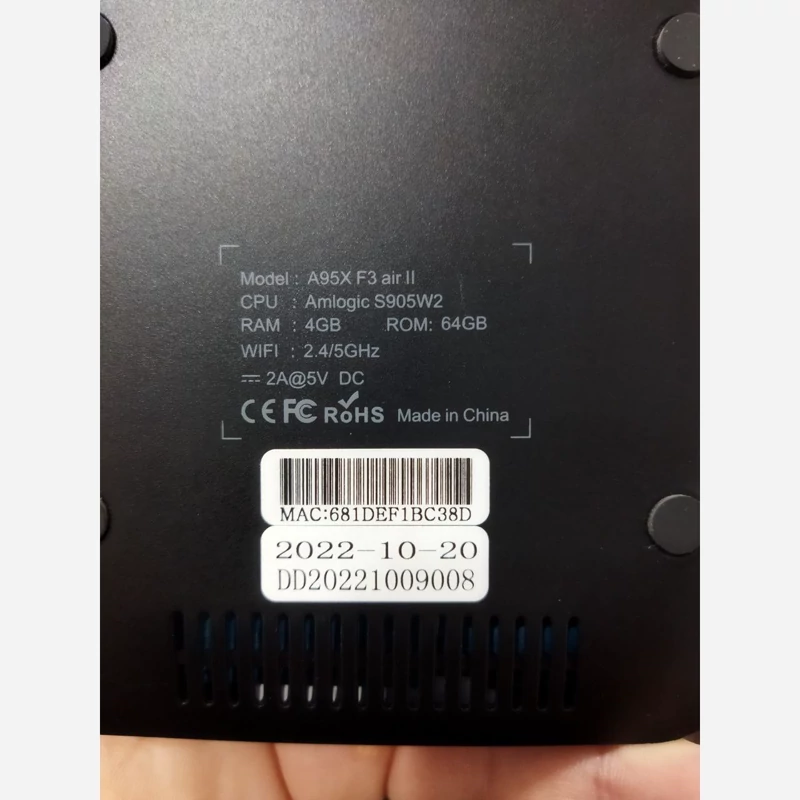 Model : A95X F3 air II
CPU : Amlogic S905W2
RAM : 4GB ROM: 64GB
WIFI : 2.4/5GHz
2A@5V DC
CE FC RoHS Made in China
MAC:681DEF1BC38D
2022-10-20
DD20221009008